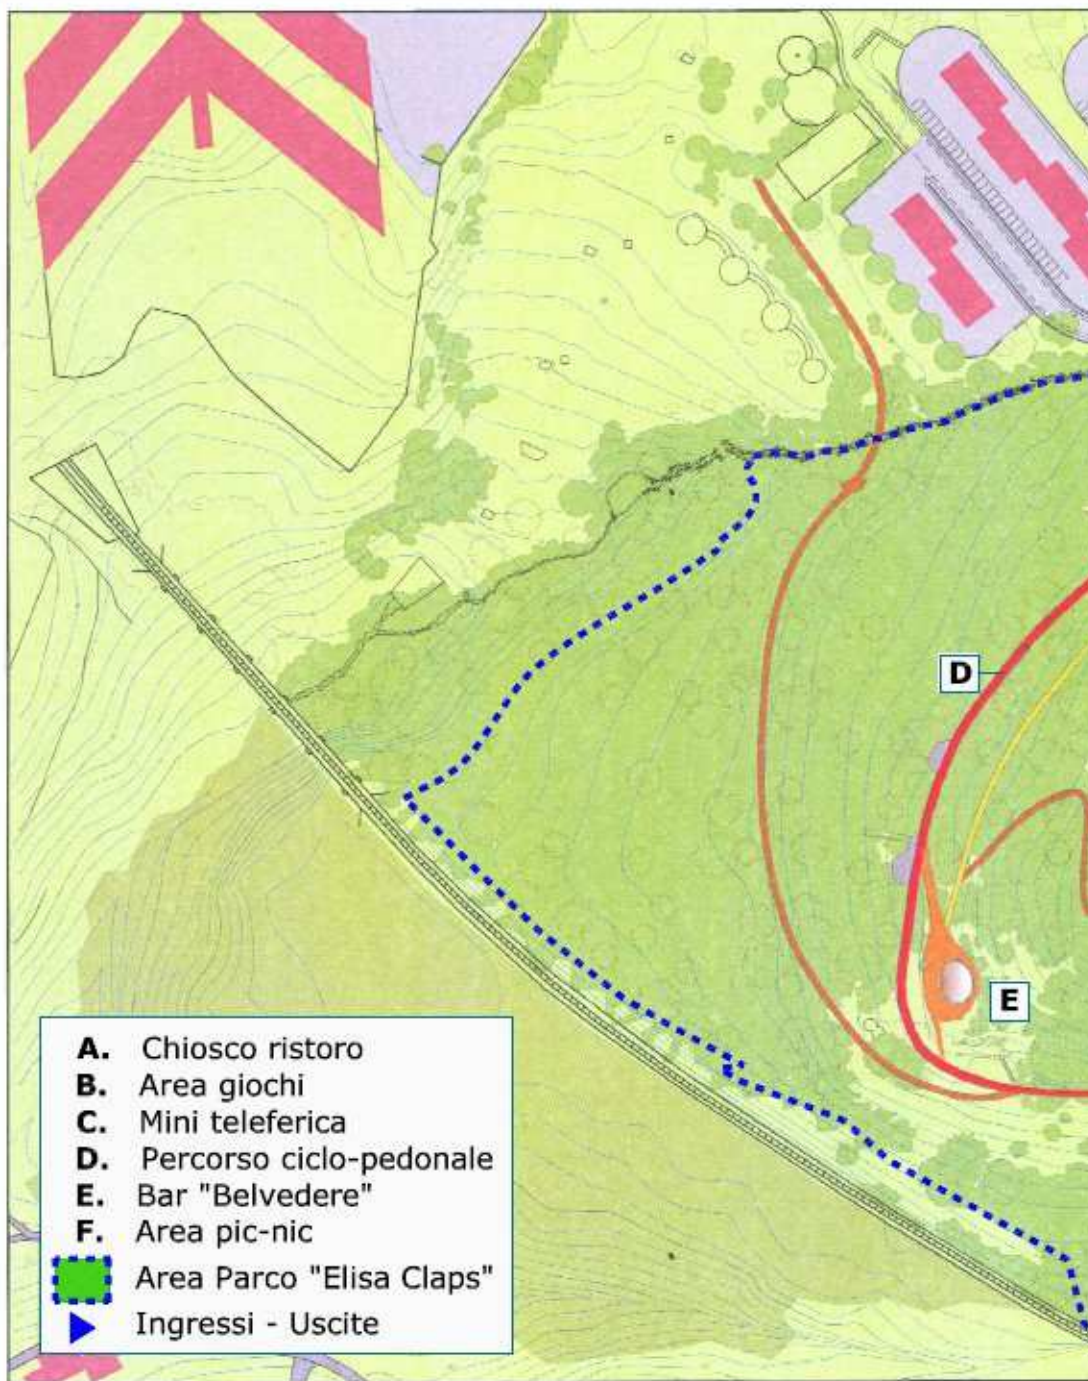 D
E
A. Chiosco ristoro
B. Area giochi
C. Mini teleferica
D. Percorso ciclo-pedonale
E. Bar "Belvedere"
F. Area pic-nic
Area Parco "Elisa Claps"
Ingressi - Uscite